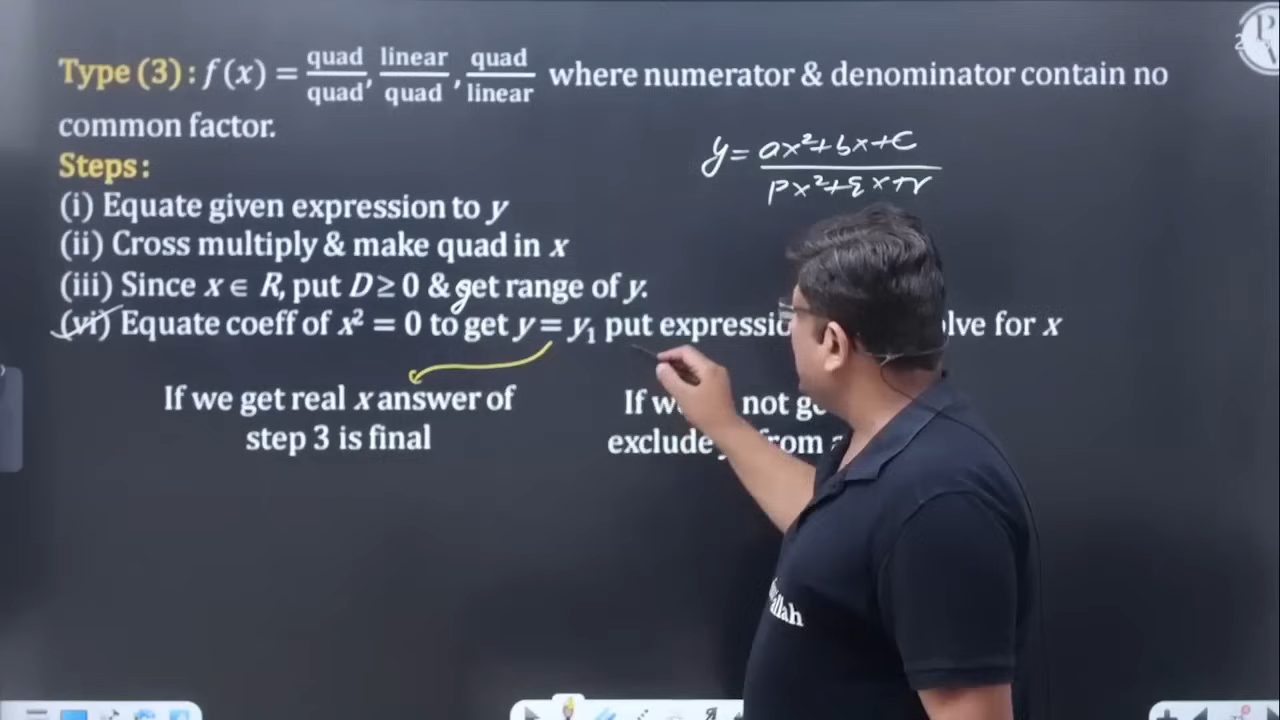 Type (3) : f(x) = quad/quad, linear/quad, quad/linear where numerator & denominator contain no
common factor.
y = ax²+bx+c / px²+qx+r
Steps :
(i) Equate given expression to y
(ii) Cross multiply & make quad in x
(iii) Since x ∈ R, put D ≥ 0 & get range of y.
(vi) Equate coeff of x² = 0 to get y = y₁ put for x
If we get real x answer of
step 3 is final
If not
exclude from